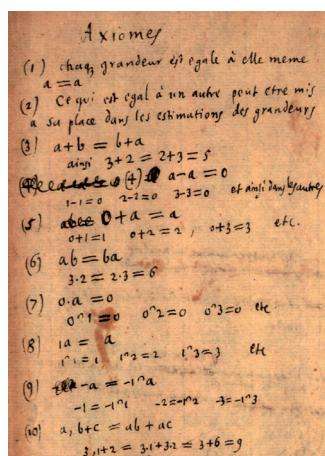 Axiomes
(1) chaq; grandeur est egale à elle meme
a = a
(2) Ce qui est egal à un autre peut etre mis
a sa place dans les estimations des grandeurs
(3) a+b = b+a
ainsi 3+2 = 2+3 = 5
(4) a-a = 0
1-1=0 2-2=0 3-3=0 et ainsi dans les autres
(5) 0+a = a
0+1=1 0+2=2, 0+3=3 etc.
(6) ab = ba
3·2 = 2·3 = 6
(7) 0·a = 0
0⌢1=0 0⌢2=0 0⌢3=0 etc
(8) 1a = a
1⌢1=1 1⌢2=2 1⌢3=3 etc
(9) -a = -1⌢a
-1 = -1⌢1 -2=-1⌢2 -3=-1⌢3
(10) a, b+c = ab + ac
3, 1+2 = 3·1+3·2 = 3+6 = 9